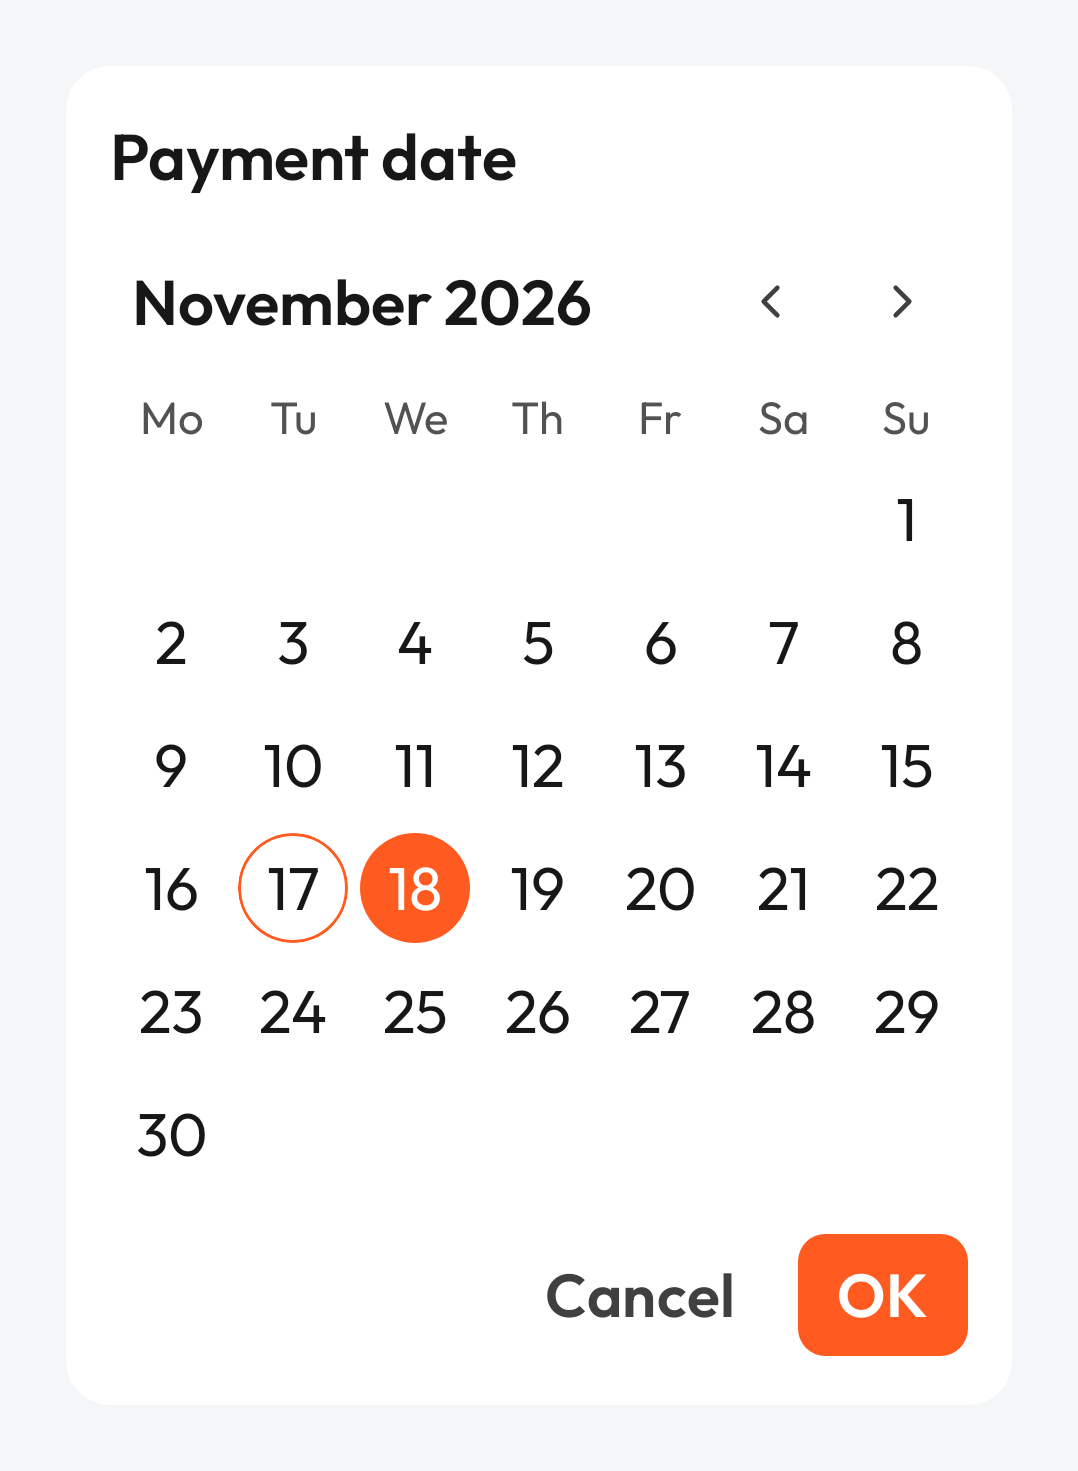 Payment date
November 2026
Mo Tu We Th Fr Sa Su
1
2 3 4 5 6 7 8
9 10 11 12 13 14 15
16 17 18 19 20 21 22
23 24 25 26 27 28 29
30
Cancel OK